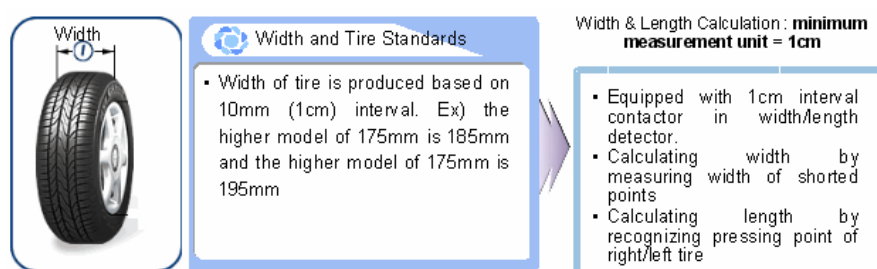 Width
1
Width and Tire Standards
▪ Width of tire is produced based on
10mm (1cm) interval. Ex) the
higher model of 175mm is 185mm
and the higher model of 175mm is
195mm
Width & Length Calculation : minimum
measurement unit = 1cm
▪ Equipped with 1cm interval
contactor in width/length
detector.
▪ Calculating width by
measuring width of shorted
points
▪ Calculating length by
recognizing pressing point of
right/left tire